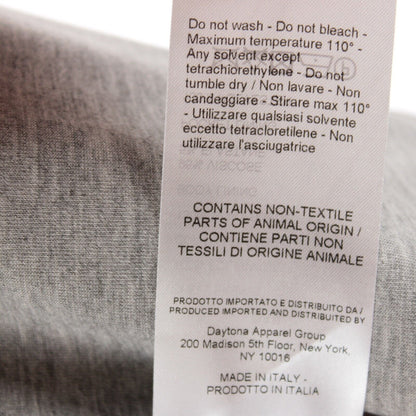 Do not wash - Do not bleach -
Maximum temperature 110° -
Any solvent except
tetrachlorethylene - Do not
tumble dry / Non lavare - Non
candeggiare - Stirare max 110°
- Utilizzare qualsiasi solvente
eccetto tetracloretilene - Non
utilizzare l'asciugatrice
CONTAINS NON-TEXTILE
PARTS OF ANIMAL ORIGIN /
CONTIENE PARTI NON
TESSILI DI ORIGINE ANIMALE
PRODOTTO IMPORTATO E DISTRIBUITO DA /
PRODUCED IMPORTED AND DISTRIBUTED BY
Daytona Apparel Group
200 Madison 5th Floor, New York,
NY 10016
MADE IN ITALY -
PRODOTTO IN ITALIA